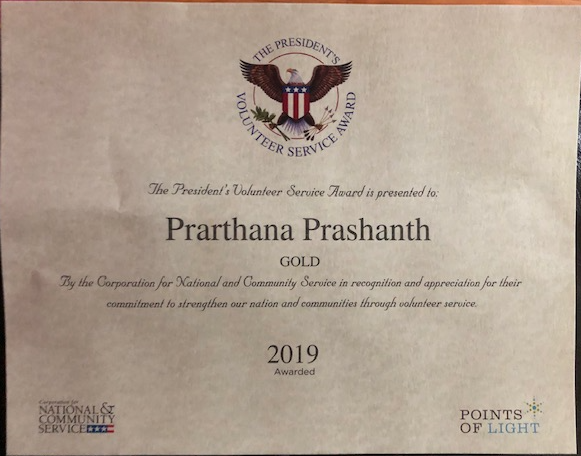 THE PRESIDENT'S
VOLUNTEER SERVICE AWARD
The President's Volunteer Service Award is presented to:
Prarthana Prashanth
GOLD
By the Corporation for National and Community Service in recognition and appreciation for their
commitment to strengthen our nation and communities through volunteer service.
2019
Awarded
Corporation for
NATIONAL &
COMMUNITY
SERVICE
POINTS
OF LIGHT